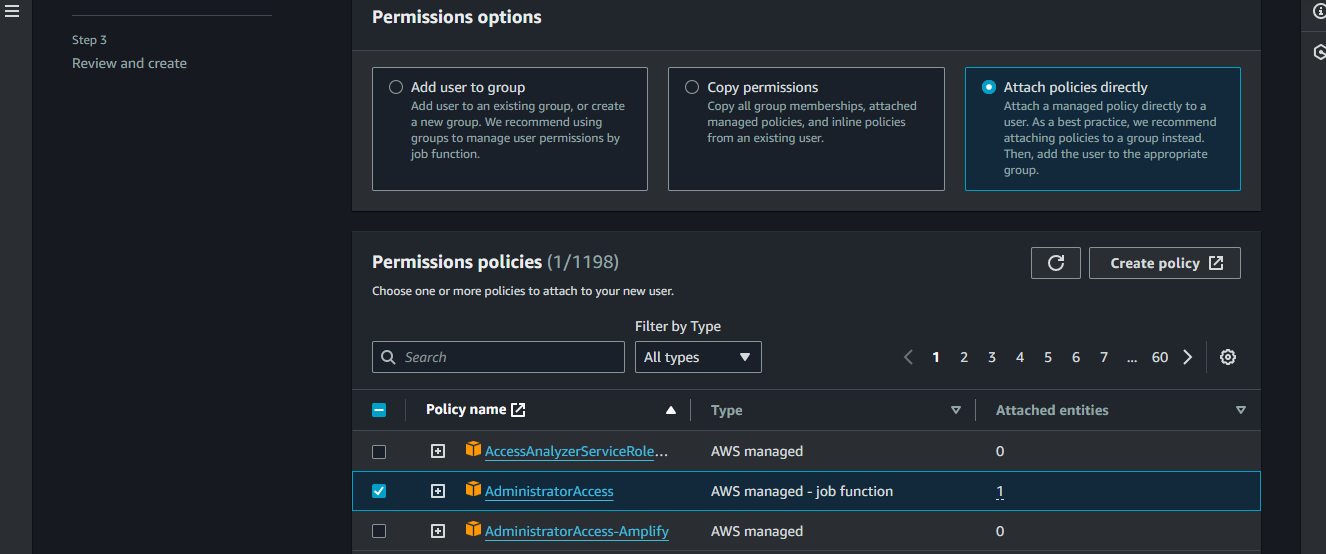 Permissions options
Step 3
Review and create
Add user to group
Add user to an existing group, or create
a new group. We recommend using
groups to manage user permissions by
job function.
Copy permissions
Copy all group memberships, attached
managed policies, and inline policies
from an existing user.
Attach policies directly
Attach a managed policy directly to a
user. As a best practice, we recommend
attaching policies to a group instead.
Then, add the user to the appropriate
group.
Permissions policies (1/1198)
Create policy
Choose one or more policies to attach to your new user.
Filter by Type
Search
All types
1 2 3 4 5 6 7 ... 60
Policy name Type Attached entities
AccessAnalyzerServiceRole... AWS managed 0
AdministratorAccess AWS managed - job function 1
AdministratorAccess-Amplify AWS managed 0